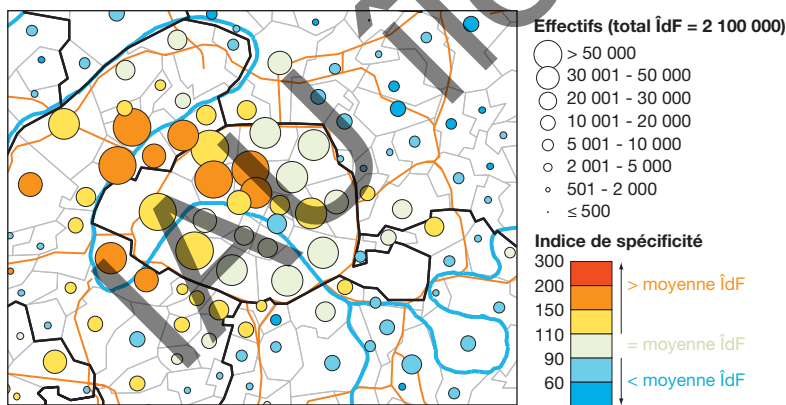 Effectifs (total ÎdF = 2 100 000)
> 50 000
30 001 - 50 000
20 001 - 30 000
10 001 - 20 000
5 001 - 10 000
2 001 - 5 000
501 - 2 000
≤ 500
Indice de spécificité
300
200
150
110
90
60
> moyenne ÎdF
= moyenne ÎdF
< moyenne ÎdF